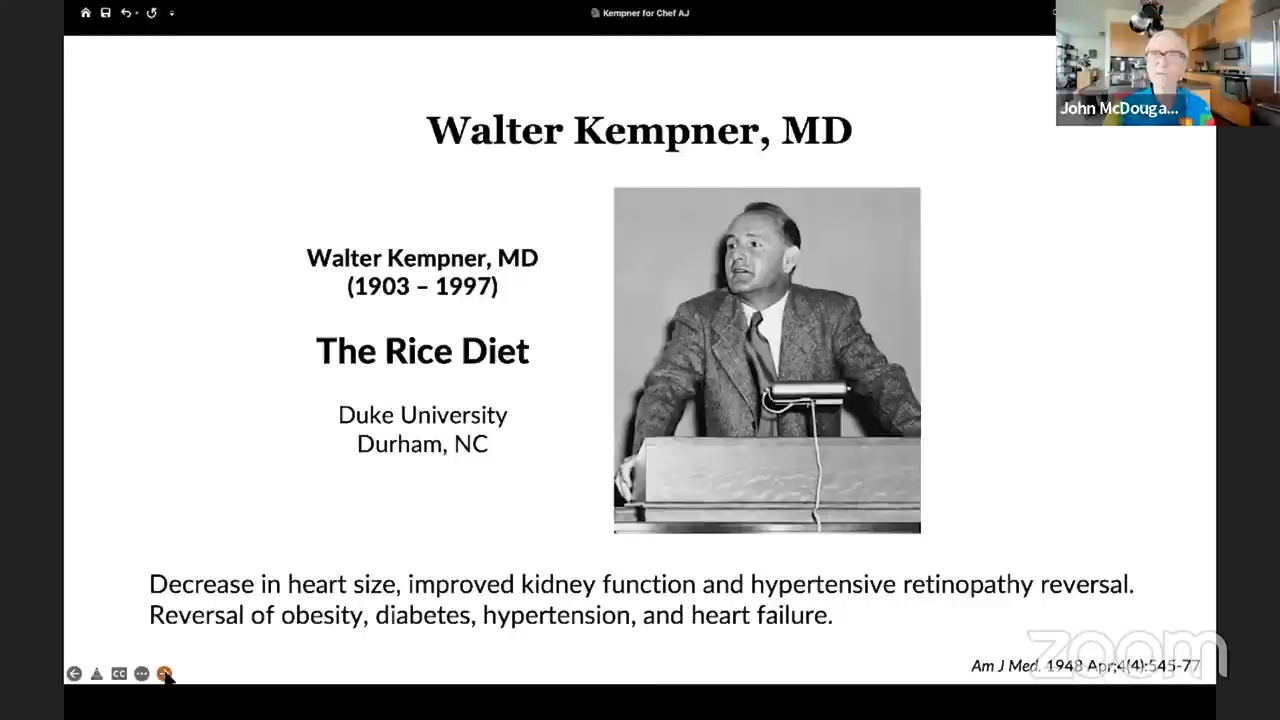 Kempner for Chef AJ
John McDouga...
Walter Kempner, MD
Walter Kempner, MD
(1903 – 1997)
The Rice Diet
Duke University
Durham, NC
Decrease in heart size, improved kidney function and hypertensive retinopathy reversal.
Reversal of obesity, diabetes, hypertension, and heart failure.
Am J Med. 1948 Apr;4(4):545-77
zoom
CC